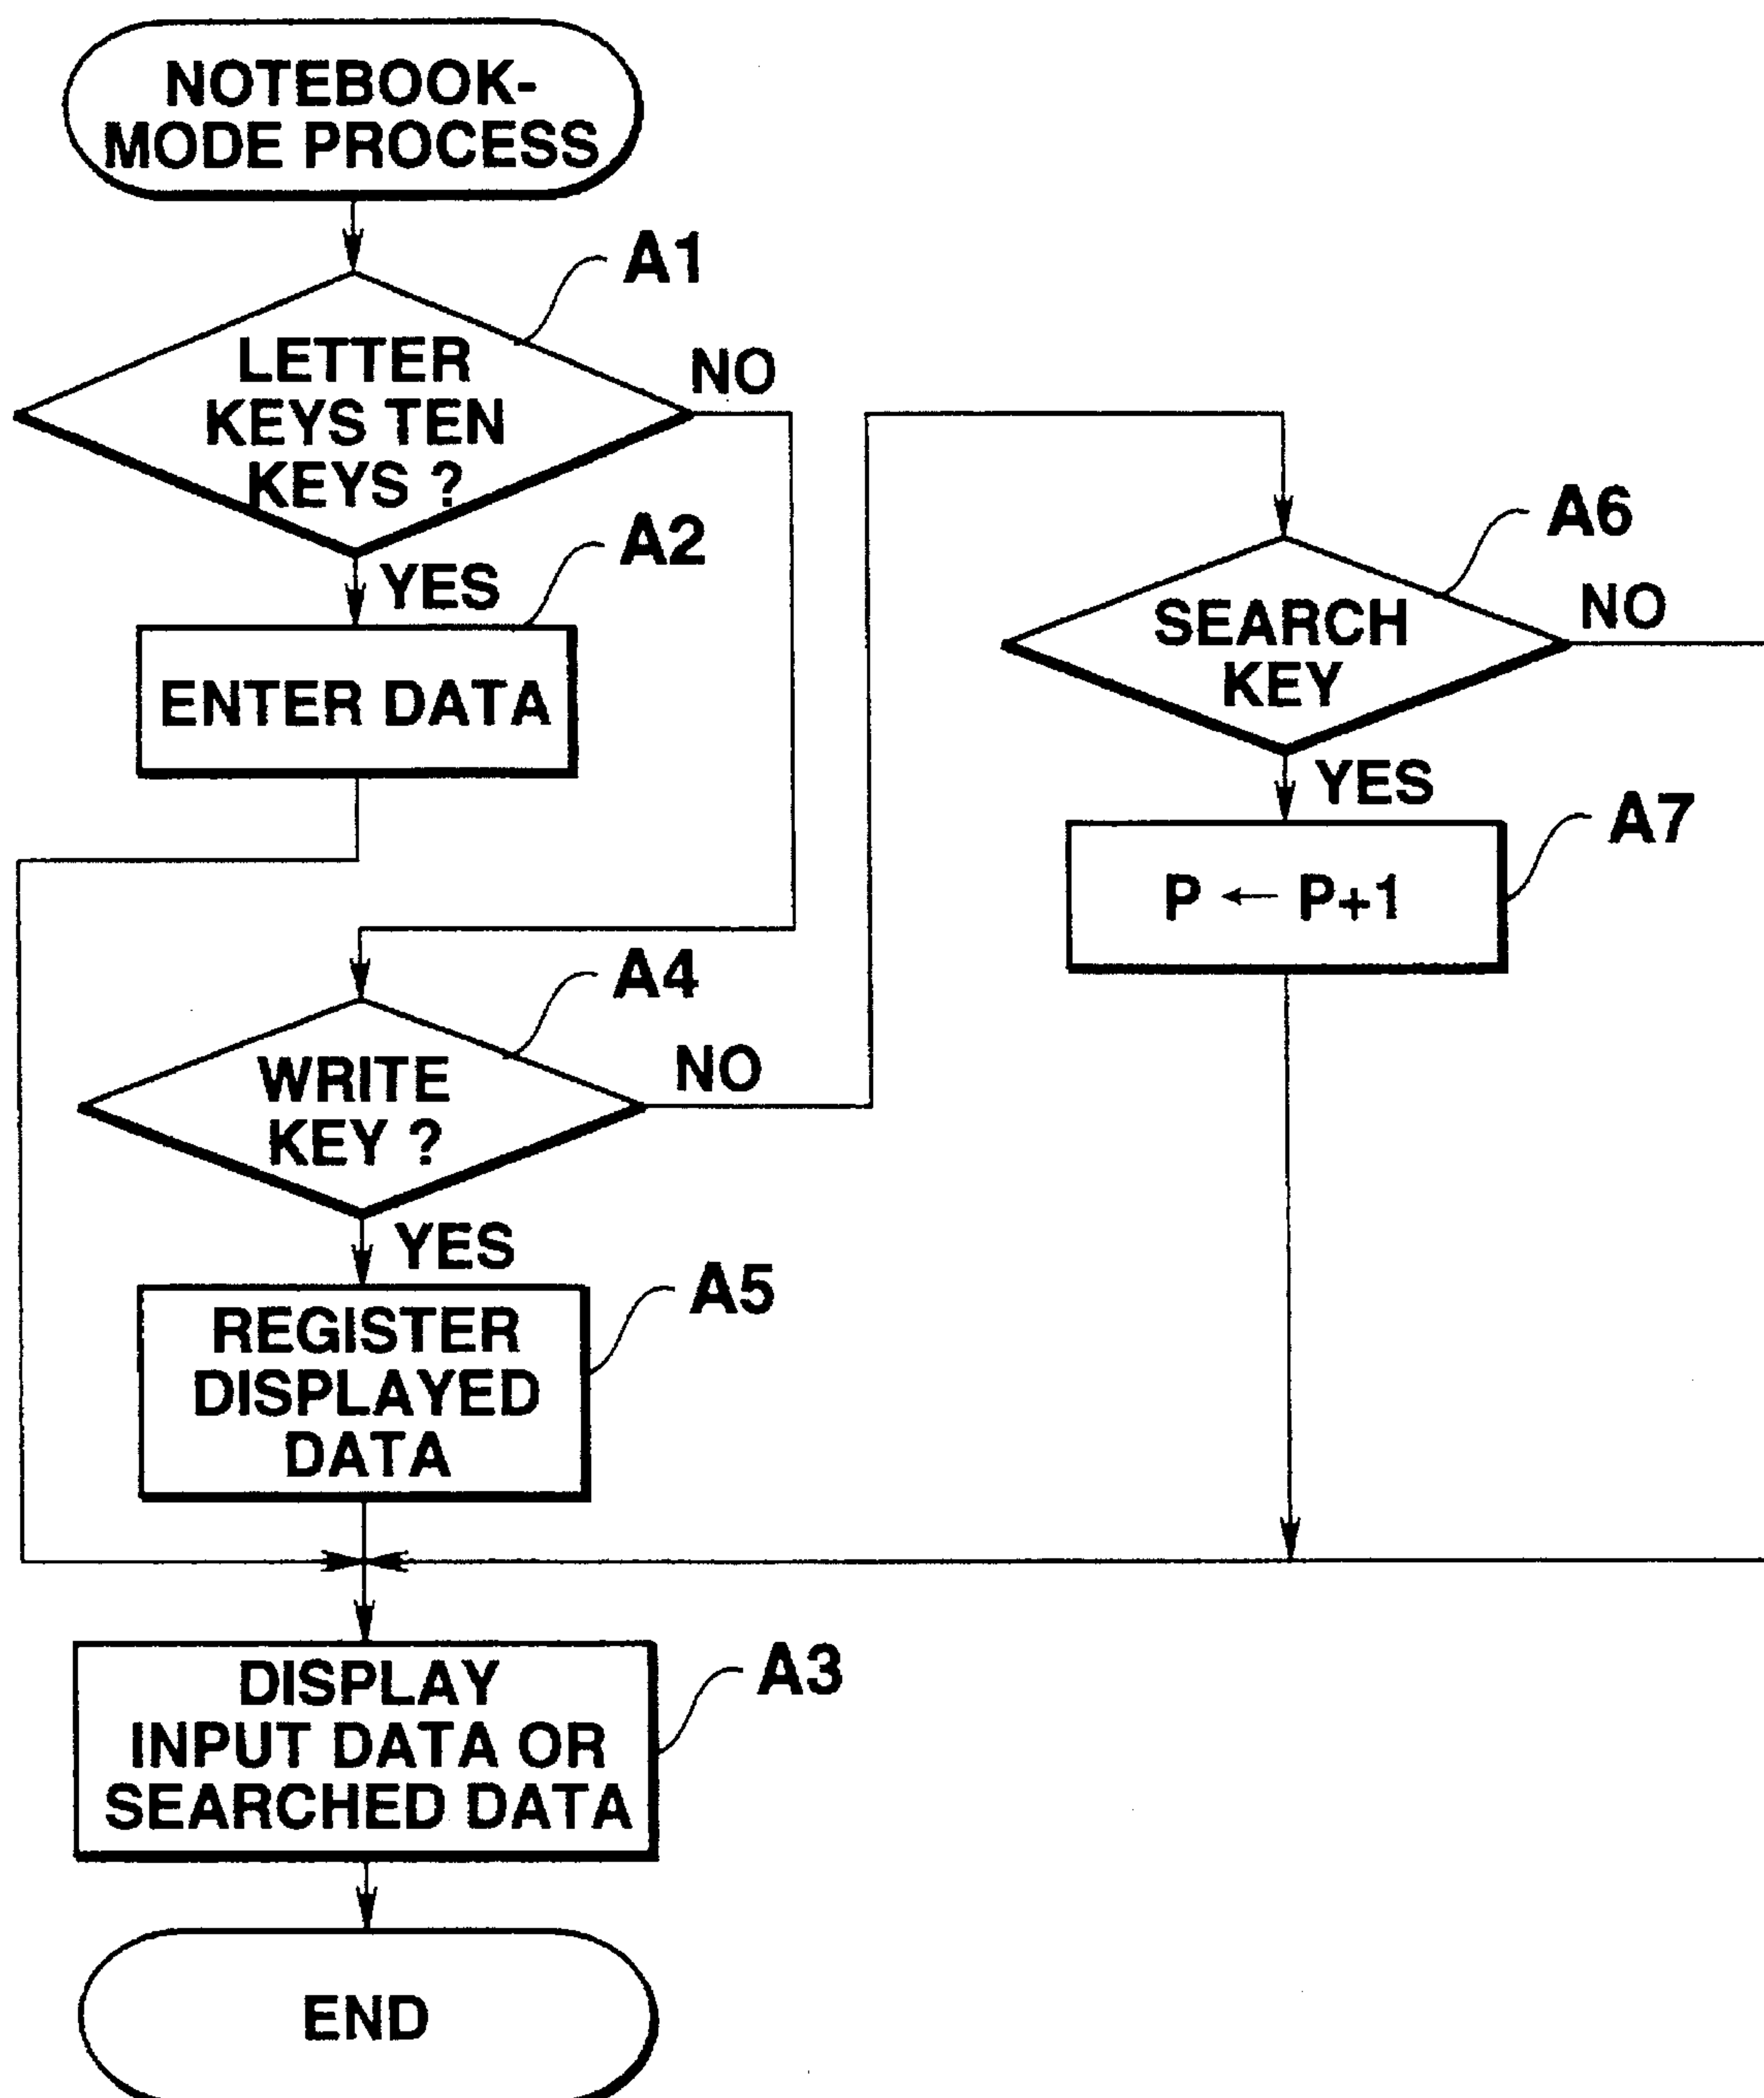 NOTEBOOK-
MODE PROCESS
A1
LETTER
KEYS TEN
KEYS ?
NO
YES
A2
ENTER DATA
A4
WRITE
KEY ?
NO
YES
A5
REGISTER
DISPLAYED
DATA
A6
SEARCH
KEY
NO
YES
A7
P ← P+1
A3
DISPLAY
INPUT DATA OR
SEARCHED DATA
END